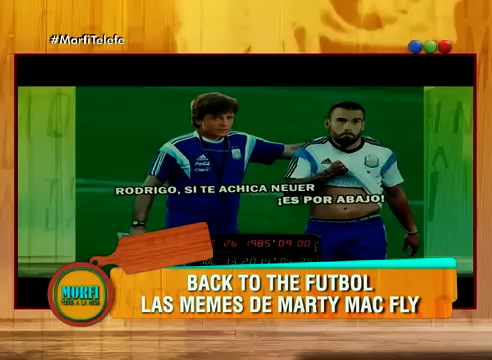 #MorfiTelefe
RODRIGO, SI TE ACHICA NEUER
¡ES POR ABAJO!
26 1985:09 00
MORFI
BACK TO THE FUTBOL
LAS MEMES DE MARTY MAC FLY